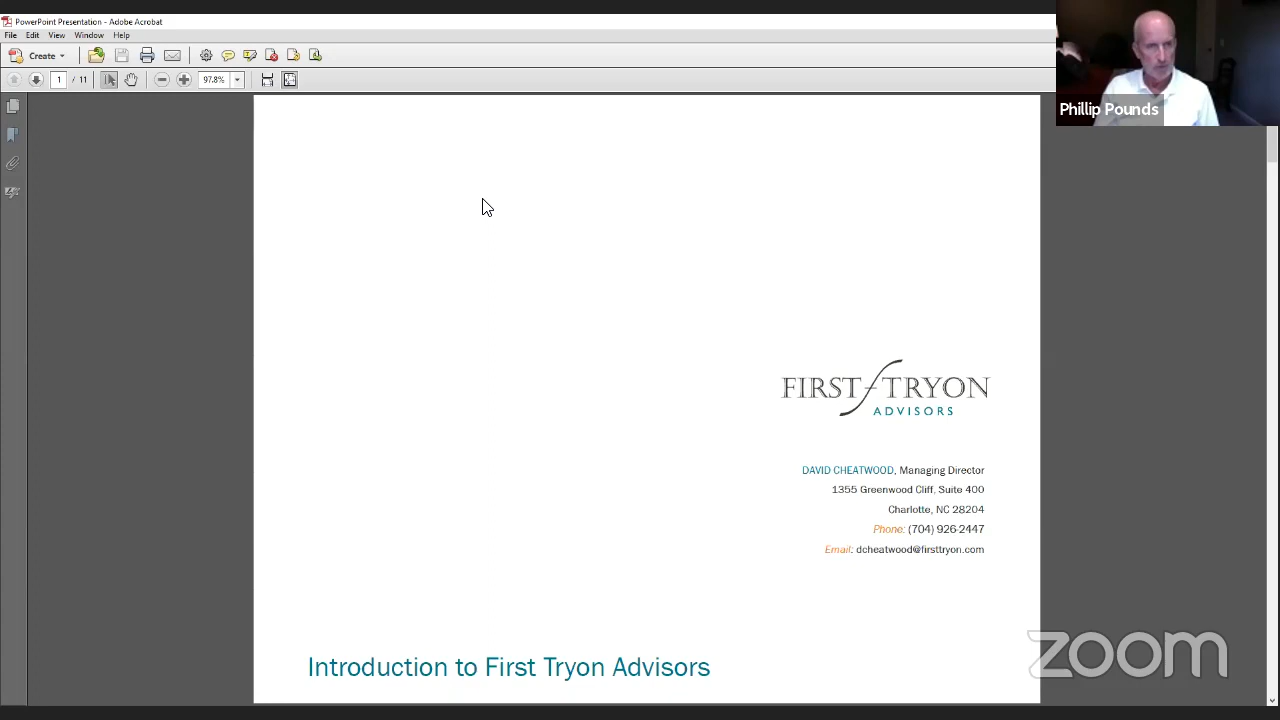 PowerPoint Presentation - Adobe Acrobat
File Edit View Window Help
Create
1 / 11
97.8%
Phillip Pounds
FIRST TRYON
ADVISORS
DAVID CHEATWOOD, Managing Director
1355 Greenwood Cliff, Suite 400
Charlotte, NC 28204
Phone: (704) 926-2447
Email: dcheatwood@firsttryon.com
Introduction to First Tryon Advisors
zoom